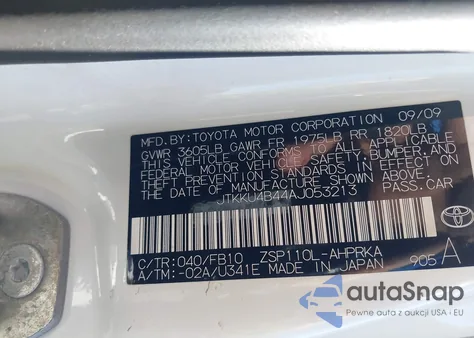 MFD. BY: TOYOTA MOTOR CORPORATION 09/09
GVWR 3605LB GAWR FR 1975LB RR 1820LB
THIS VEHICLE CONFORMS TO ALL APPLICABLE
FEDERAL MOTOR VEHICLE SAFETY, BUMPER, AND
THEFT PREVENTION STANDARDS IN EFFECT ON
THE DATE OF MANUFACTURE SHOWN ABOVE.
JTKKU4B44AJ053213 PASS.CAR
C/TR: 040/FB10 ZSP110L-AHPRKA
A/TM: -02A/U341E MADE IN JAPAN 905 A
TOYOTA
autoSnap
Pewne auta z aukcji USA - EU